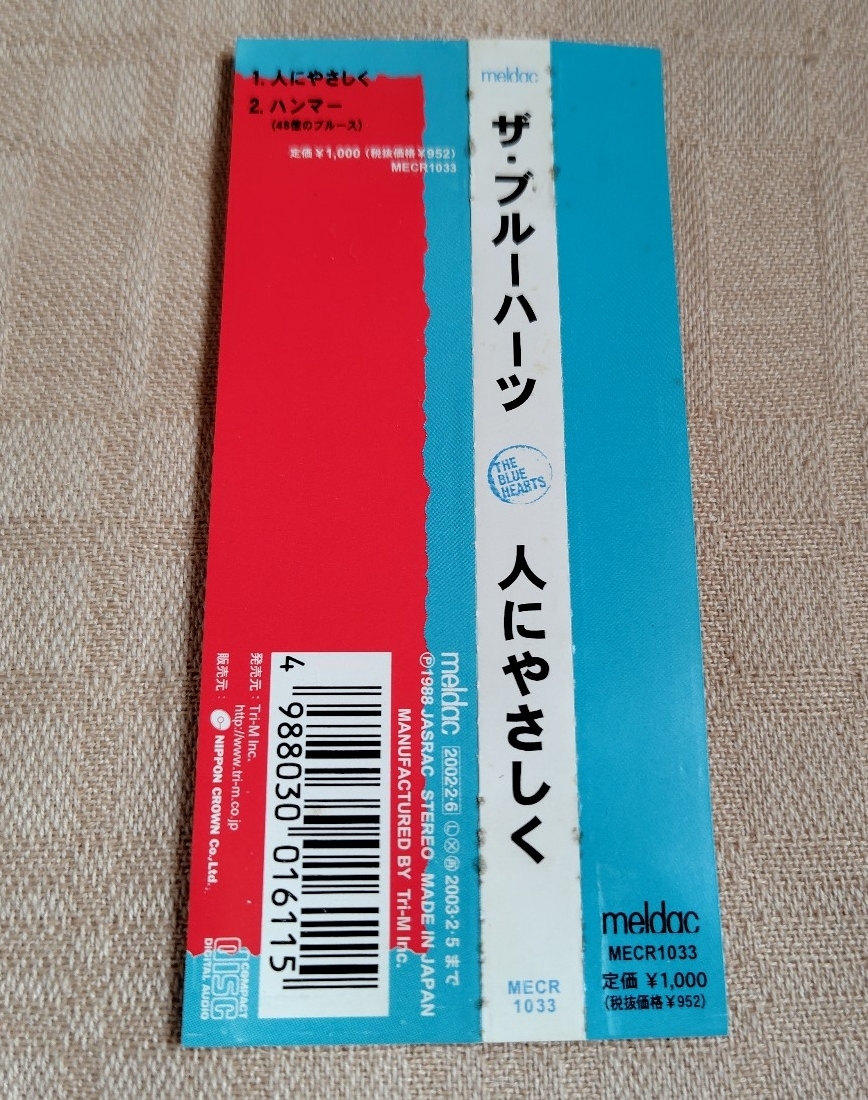 1. 人にやさしく
2. ハンマー
(48億のブルース)
定価￥1,000 (税抜価格￥952)
MECR1033
meldac
ザ・ブルーハーツ
THE
BLUE
HEARTS
人にやさしく
MECR
1033
meldac
MECR1033
定価 ￥1,000
(税抜価格￥952)
meldac 2002・2・6 Ⓛ Ⓧ 2003・2・5 まで
Ⓟ1988 JASRAC STEREO MADE IN JAPAN
MANUFACTURED BY Tri-M Inc.
4 988030 016115
発売元：Tri-M Inc.
http://www.tri-m.co.jp
販売元：NIPPON CROWN Co.,Ltd.
COMPACT
disc
DIGITAL AUDIO